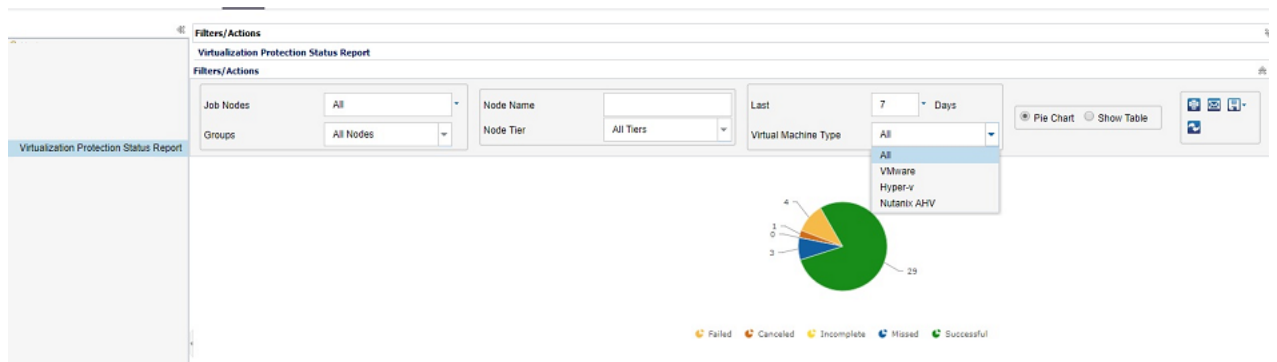 Filters/Actions
Virtualization Protection Status Report
Filters/Actions
Job Nodes All Node Name Last 7 Days
Pie Chart Show Table
Groups All Nodes Node Tier All Tiers Virtual Machine Type All
Virtualization Protection Status Report
All
VMware
Hyper-v
Nutanix AHV
4
1
0
3
29
Failed Canceled Incomplete Missed Successful